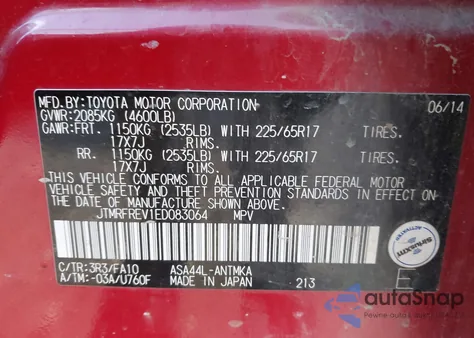 MFD.BY:TOYOTA MOTOR CORPORATION 06/14
GVWR:2085KG (4600LB)
GAWR:FRT. 1150KG (2535LB) WITH 225/65R17 TIRES.
17X7J RIMS.
RR. 1150KG (2535LB) WITH 225/65R17 TIRES.
17X7J RIMS.
THIS VEHICLE CONFORMS TO ALL APPLICABLE FEDERAL MOTOR
VEHICLE SAFETY AND THEFT PREVENTION STANDARDS IN EFFECT ON
THE DATE OF MANUFACTURE SHOWN ABOVE.
JTMRFREV1ED083064 MPV
SiriusXM
C/TR:3R3/FA10 ASA44L-ANTMKA E
A/TM:-03A/U760F MADE IN JAPAN 213
autoSnap